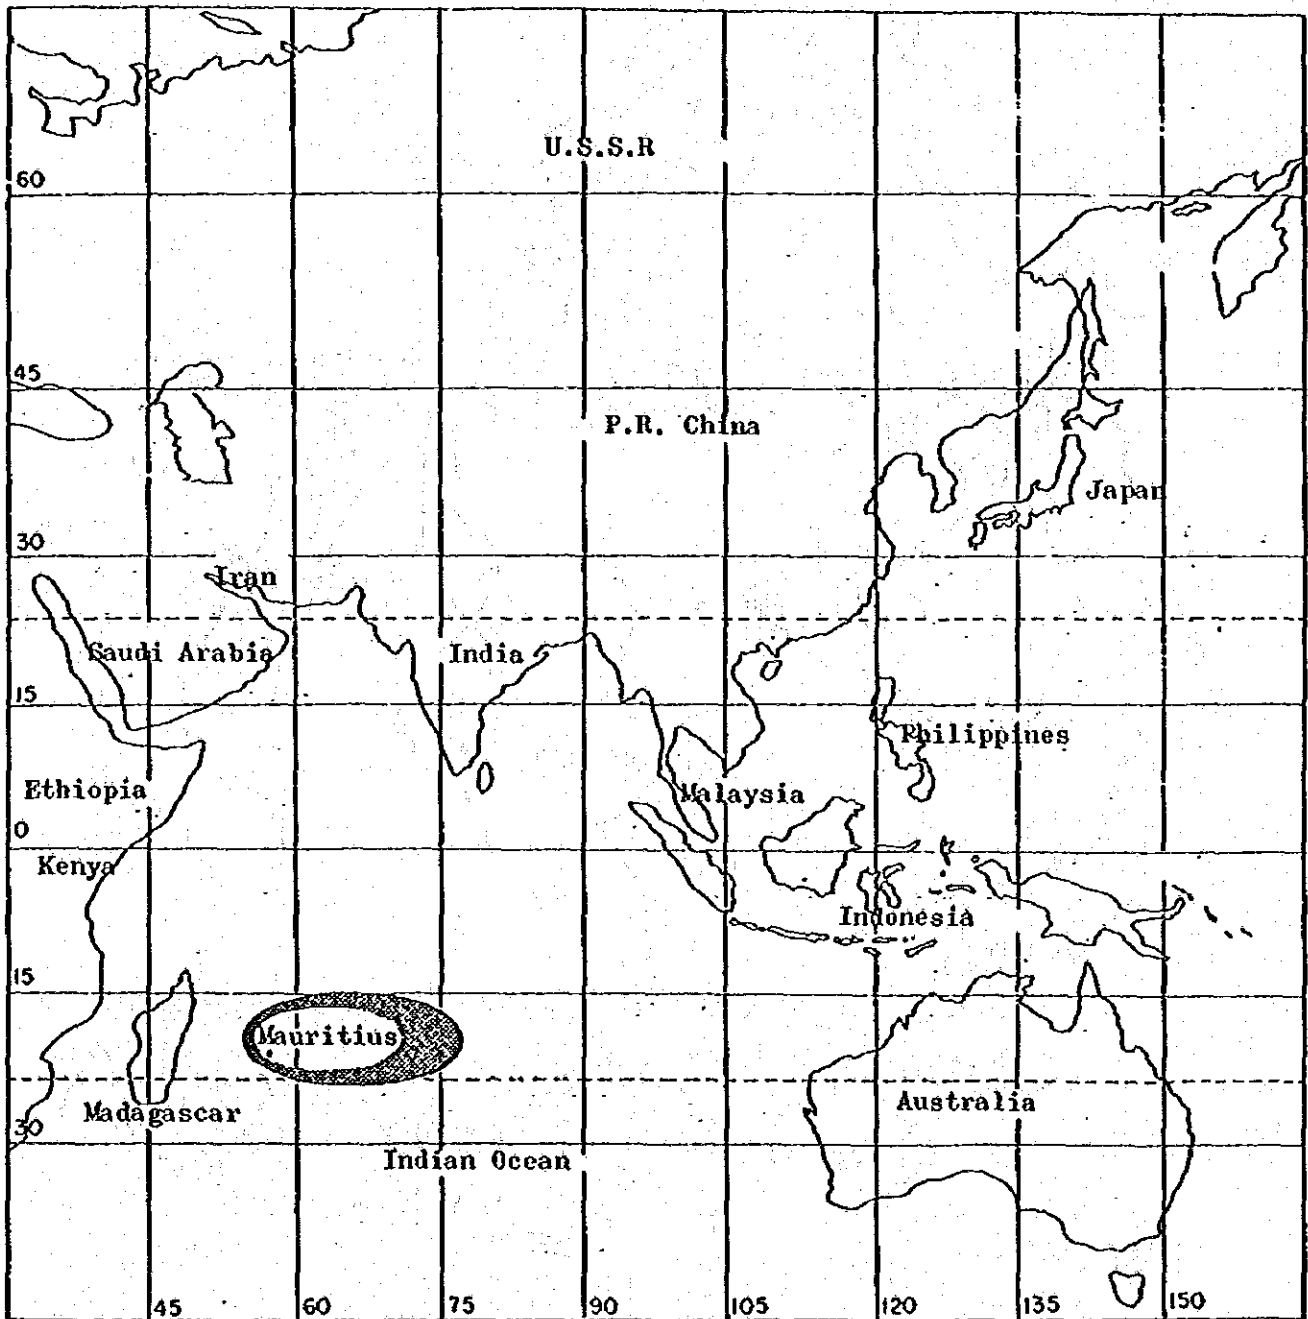 U.S.S.R
60
45
P.R. China
Japan
30
Iran
Saudi Arabia
India
15
Philippines
Ethiopia
Malaysia
0
Kenya
Indonesia
15
Mauritius
Madagascar
Australia
30
Indian Ocean
45
60
75
90
105
120
135
150